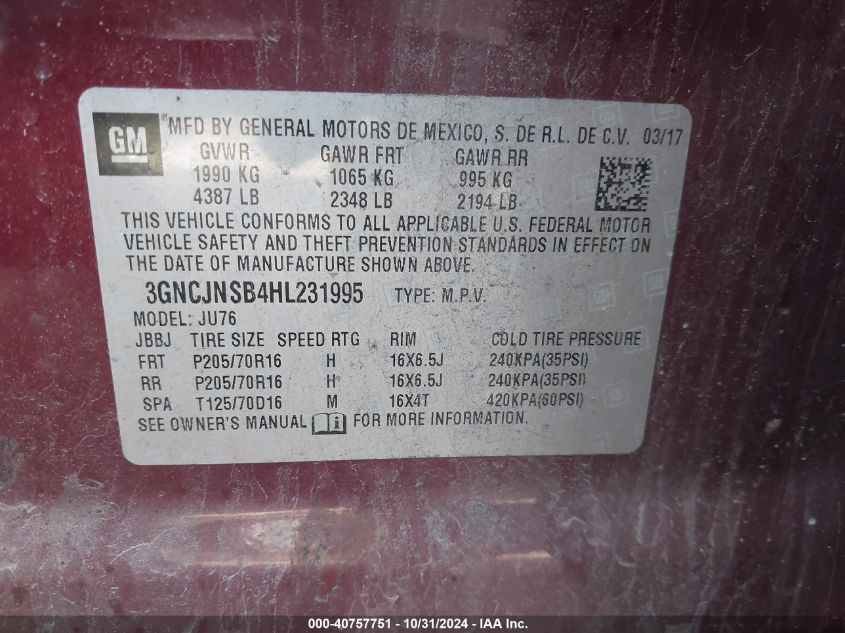 GM
MFD BY GENERAL MOTORS DE MEXICO, S. DE R.L. DE C.V. 03/17
GVWR GAWR FRT GAWR RR
1990 KG 1065 KG 995 KG
4387 LB 2348 LB 2194 LB
THIS VEHICLE CONFORMS TO ALL APPLICABLE U.S. FEDERAL MOTOR
VEHICLE SAFETY AND THEFT PREVENTION STANDARDS IN EFFECT ON
THE DATE OF MANUFACTURE SHOWN ABOVE.
3GNCJNSB4HL231995 TYPE: M.P.V.
MODEL: JU76
JBBJ TIRE SIZE SPEED RTG RIM COLD TIRE PRESSURE
FRT P205/70R16 H 16X6.5J 240KPA(35PSI)
RR P205/70R16 H 16X6.5J 240KPA(35PSI)
SPA T125/70D16 M 16X4T 420KPA(60PSI)
SEE OWNER'S MANUAL FOR MORE INFORMATION.
000-40757751 - 10/31/2024 - IAA Inc.